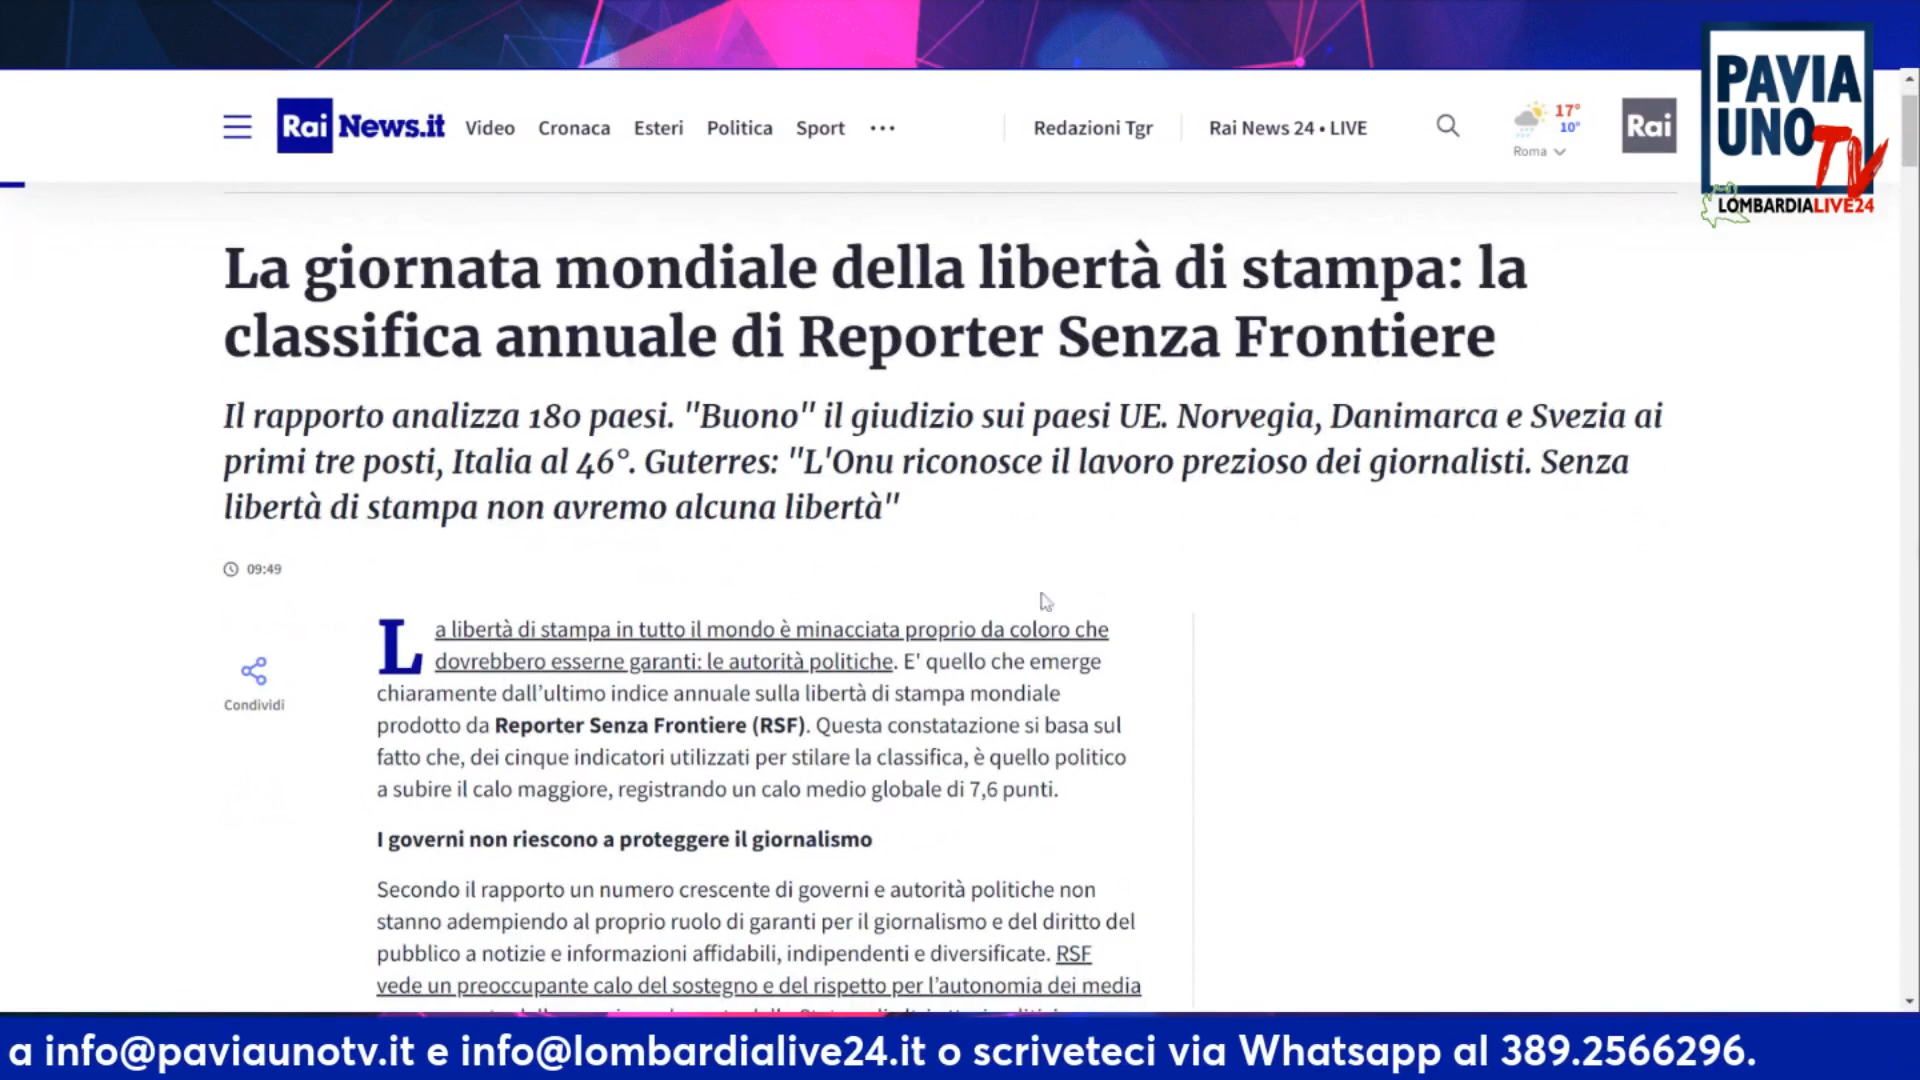 PAVIA
UNO TV
LOMBARDIALIVE24
Rai News.it Video Cronaca Esteri Politica Sport ••• Redazioni Tgr Rai News 24 • LIVE 17° 10° Roma Rai
La giornata mondiale della libertà di stampa: la
classifica annuale di Reporter Senza Frontiere
Il rapporto analizza 180 paesi. "Buono" il giudizio sui paesi UE. Norvegia, Danimarca e Svezia ai
primi tre posti, Italia al 46°. Guterres: "L'Onu riconosce il lavoro prezioso dei giornalisti. Senza
libertà di stampa non avremo alcuna libertà"
09:49
Condividi
La libertà di stampa in tutto il mondo è minacciata proprio da coloro che
dovrebbero esserne garanti: le autorità politiche. E' quello che emerge
chiaramente dall’ultimo indice annuale sulla libertà di stampa mondiale
prodotto da Reporter Senza Frontiere (RSF). Questa constatazione si basa sul
fatto che, dei cinque indicatori utilizzati per stilare la classifica, è quello politico
a subire il calo maggiore, registrando un calo medio globale di 7,6 punti.
I governi non riescono a proteggere il giornalismo
Secondo il rapporto un numero crescente di governi e autorità politiche non
stanno adempiendo al proprio ruolo di garanti per il giornalismo e del diritto del
pubblico a notizie e informazioni affidabili, indipendenti e diversificate. RSF
vede un preoccupante calo del sostegno e del rispetto per l’autonomia dei media
a info@paviaunotv.it e info@lombardialive24.it o scriveteci via Whatsapp al 389.2566296.